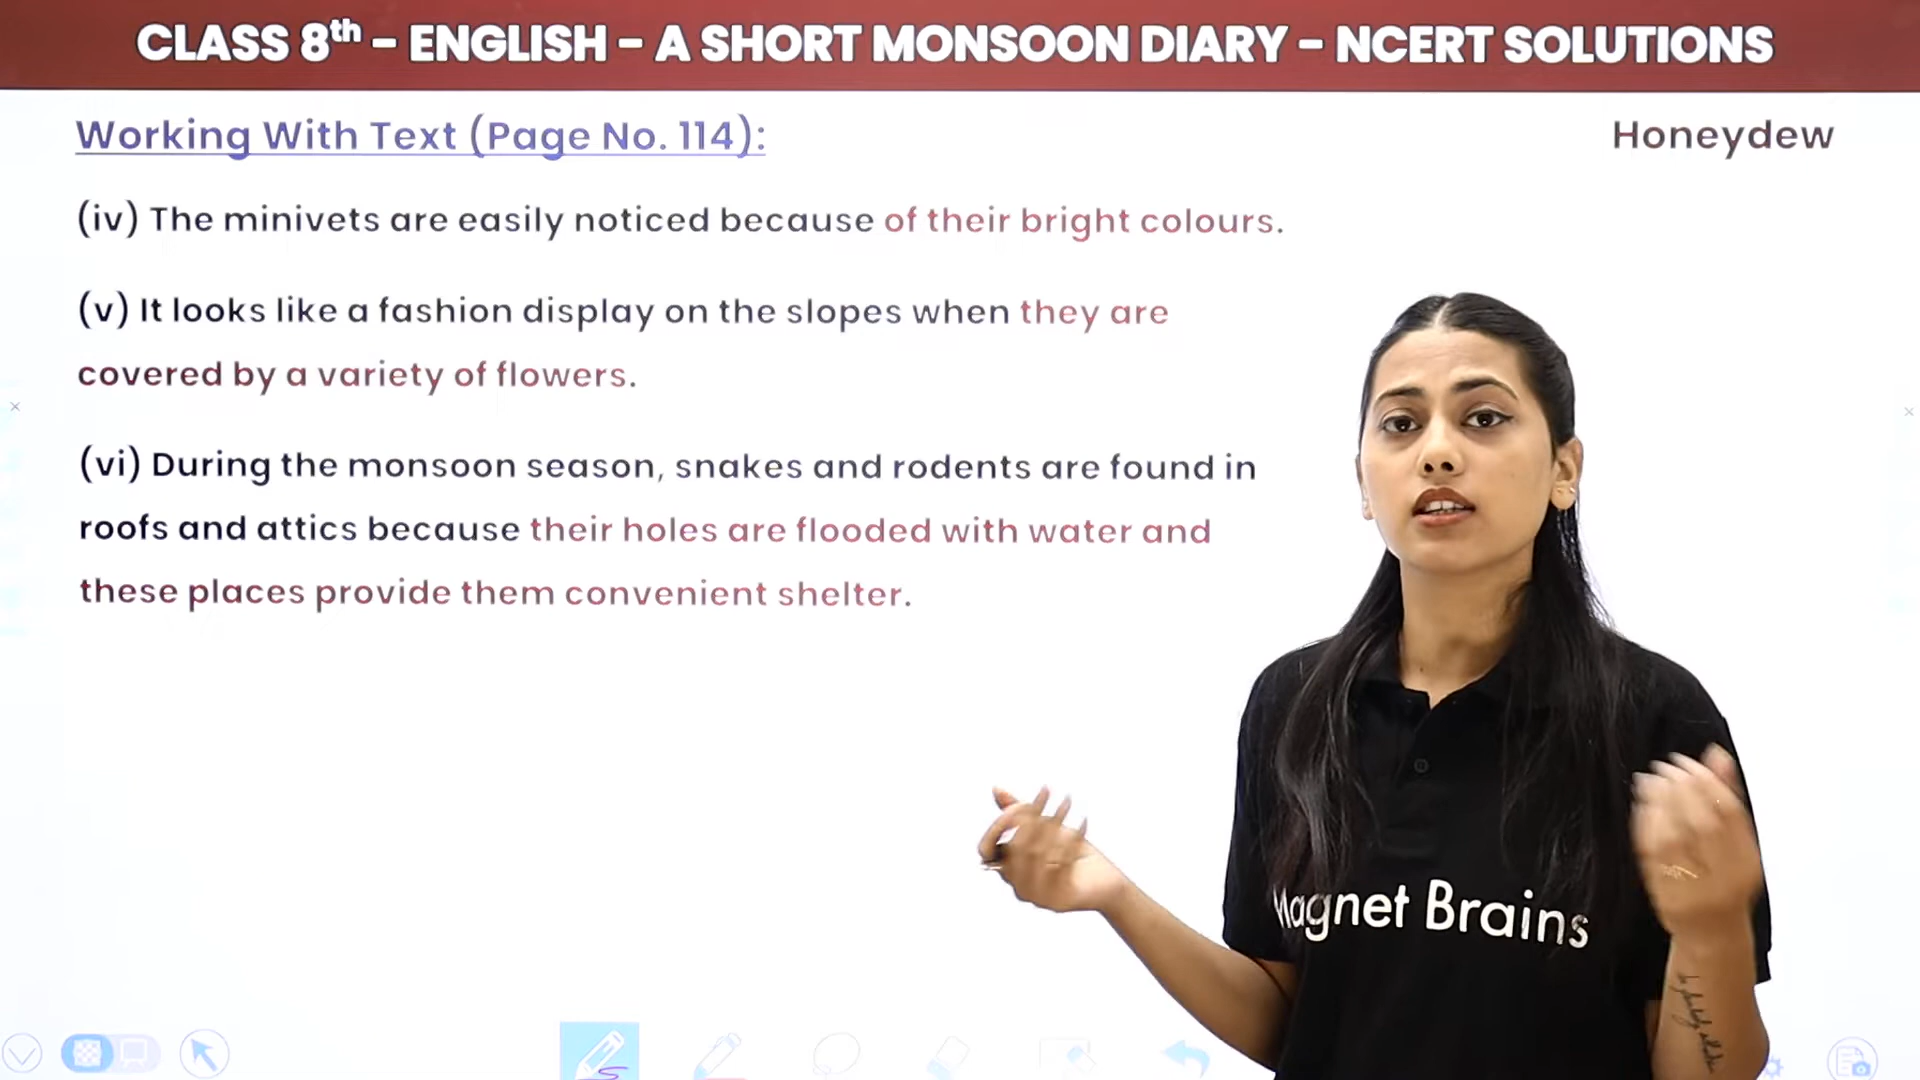 CLASS 8th – ENGLISH – A SHORT MONSOON DIARY – NCERT SOLUTIONS
Working With Text (Page No. 114):
Honeydew
(iv) The minivets are easily noticed because of their bright colours.
(v) It looks like a fashion display on the slopes when they are
covered by a variety of flowers.
(vi) During the monsoon season, snakes and rodents are found in
roofs and attics because their holes are flooded with water and
these places provide them convenient shelter.
Magnet Brains